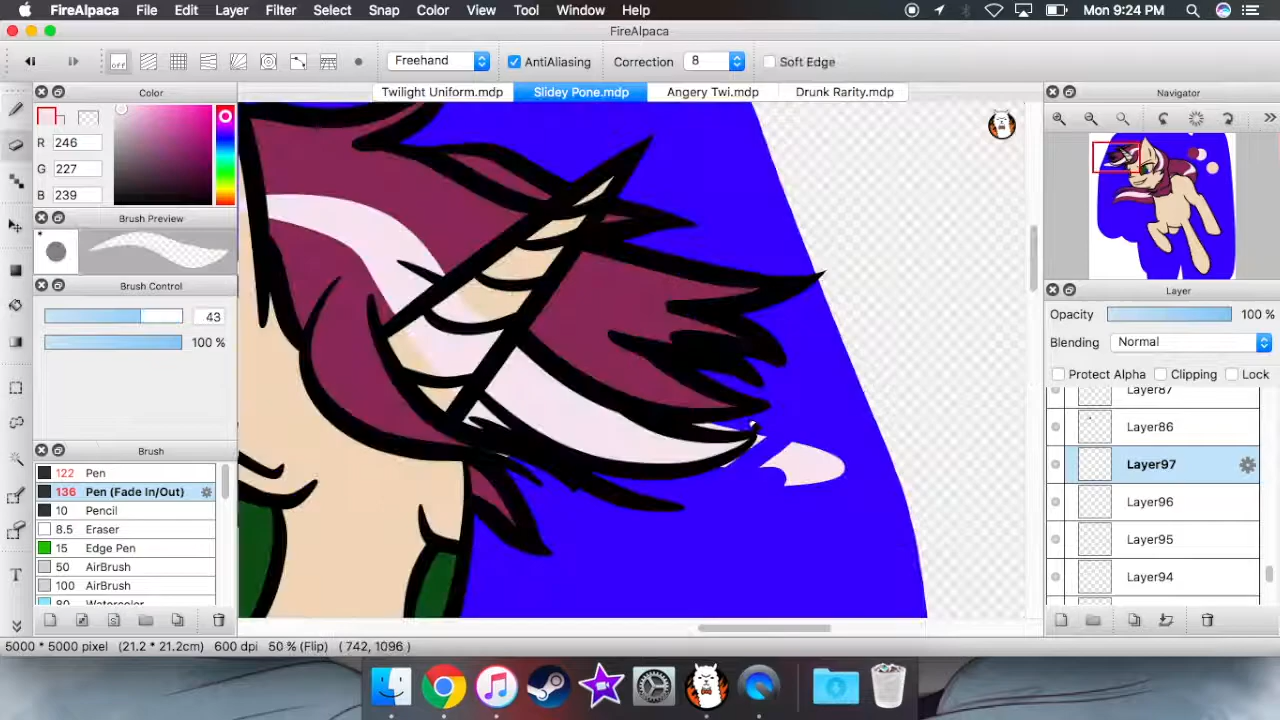 FireAlpaca File Edit Layer Filter Select Snap Color View Tool Window Help Mon 9:24 PM
FireAlpaca
off Freehand AntiAliasing Correction 8 Soft Edge
Twilight Uniform.mdp Slidey Pone.mdp Angery Twi.mdp Drunk Rarity.mdp
Color
R 246
G 227
B 239
Brush Preview
Brush Control
43
100 %
Brush
122 Pen
136 Pen (Fade In/Out)
10 Pencil
8.5 Eraser
15 Edge Pen
50 AirBrush
100 AirBrush
80 Watercolor
Navigator
Layer
Opacity 100 %
Blending Normal
Protect Alpha Clipping Lock
Layer87
Layer86
Layer97
Layer96
Layer95
Layer94
T
5000 * 5000 pixel (21.2 * 21.2cm) 600 dpi 50 % (Flip) ( 742, 1096 )